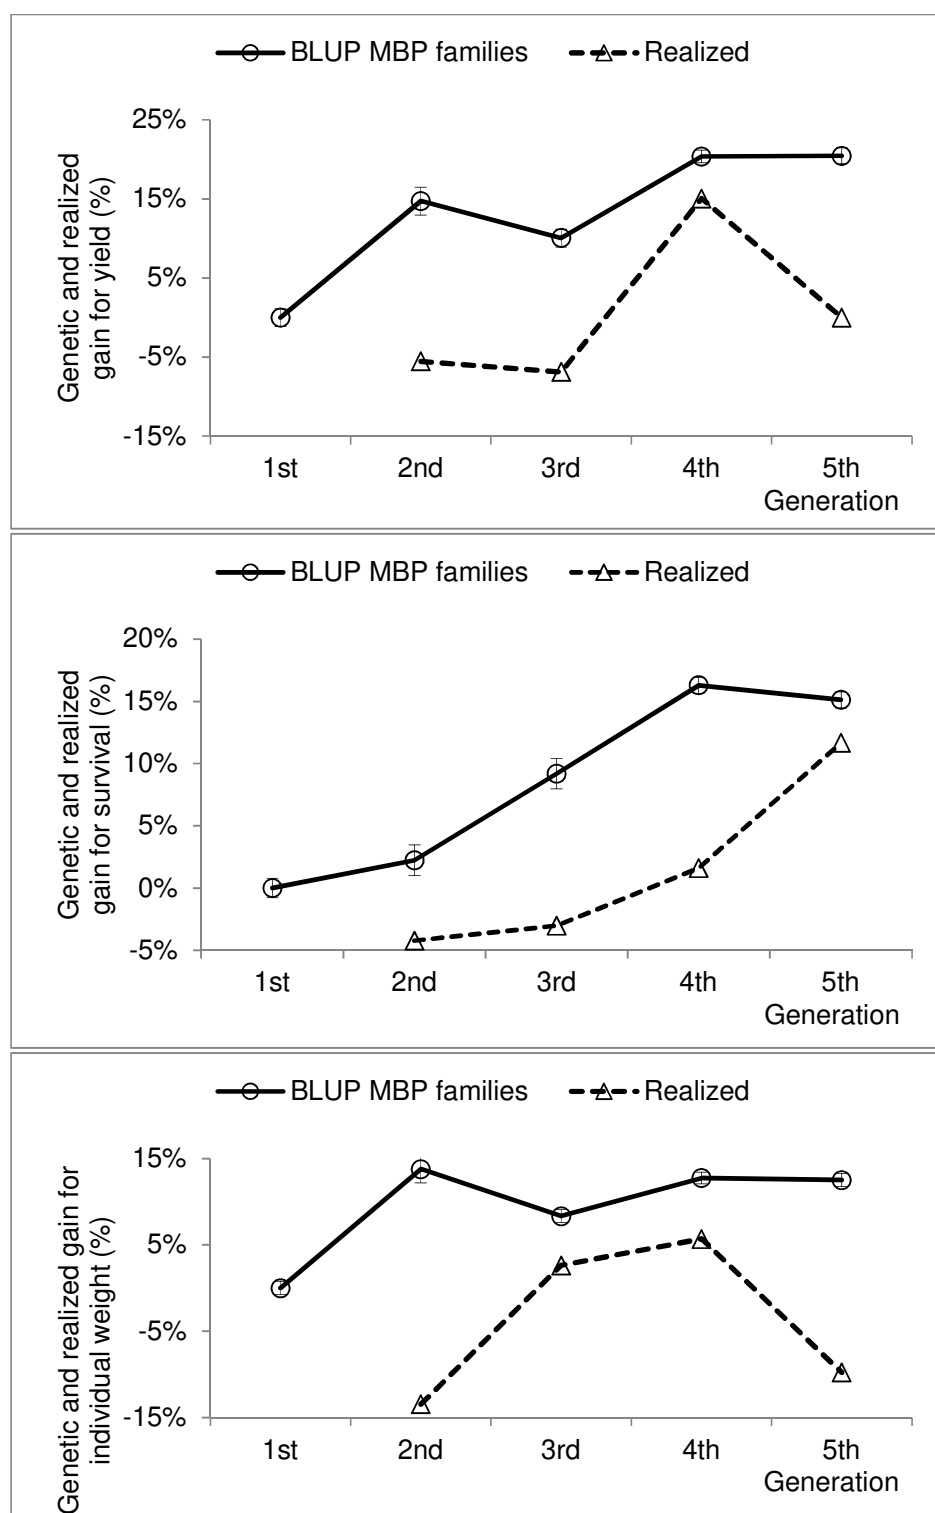 BLUP MBP families Realized
Genetic and realized
gain for yield (%)
25%
15%
5%
-5%
-15%
1st 2nd 3rd 4th 5th
Generation
BLUP MBP families Realized
Genetic and realized
gain for survival (%)
20%
15%
10%
5%
0%
-5%
1st 2nd 3rd 4th 5th
Generation
BLUP MBP families Realized
Genetic and realized gain for
individual weight (%)
15%
5%
-5%
-15%
1st 2nd 3rd 4th 5th
Generation